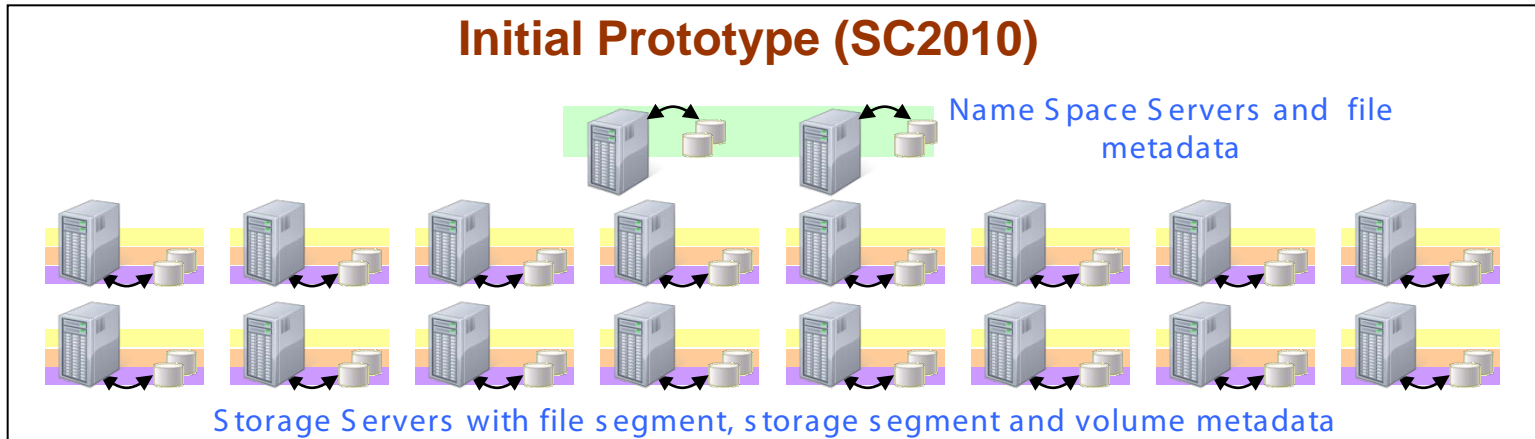 Initial Prototype (SC2010)
Name Space Servers and file
metadata
Storage Servers with file segment, storage segment and volume metadata